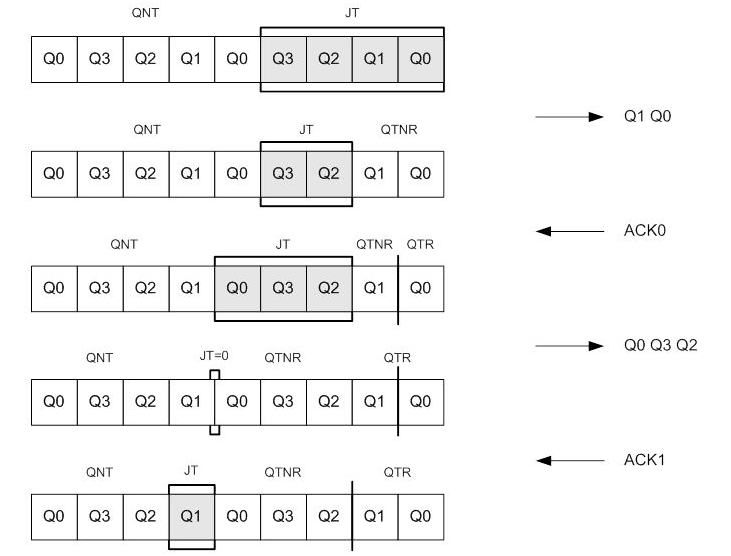 QNT JT
Q0 Q3 Q2 Q1 Q0 Q3 Q2 Q1 Q0
Q1 Q0
QNT JT QTNR
Q0 Q3 Q2 Q1 Q0 Q3 Q2 Q1 Q0
ACK0
QNT JT QTNR QTR
Q0 Q3 Q2 Q1 Q0 Q3 Q2 Q1 Q0
Q0 Q3 Q2
QNT JT=0 QTNR QTR
Q0 Q3 Q2 Q1 Q0 Q3 Q2 Q1 Q0
ACK1
QNT JT QTNR QTR
Q0 Q3 Q2 Q1 Q0 Q3 Q2 Q1 Q0